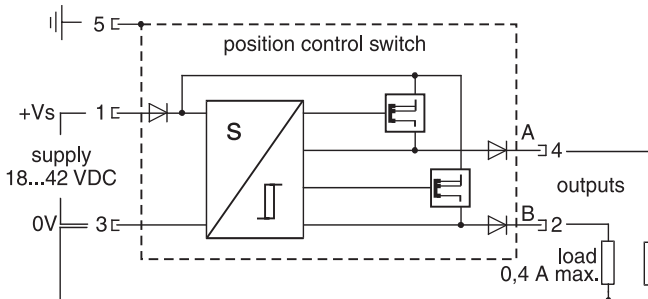 5
position control switch
+Vs 1
S
A
4
supply
18...42 VDC
outputs
0V 3
B
2
load
0,4 A max.